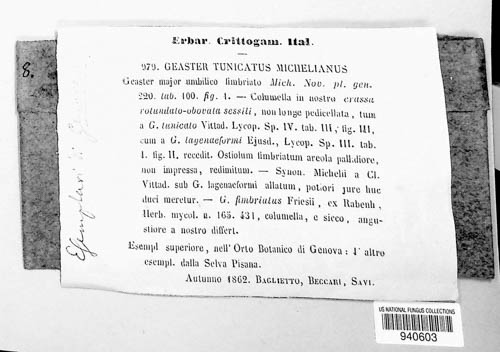 8.
Esemplari di
Erbar. Crittogam. Ital.
979. GEASTER TUNICATUS MICHELIANUS
Geaster major umbilico fimbriato Mich. Nov. pl. gen.
220. tab. 100. fig. 1. — Columella in nostro crassa
rotundato-obovata sessili, non longe pedicellata, tum
a G. tunicato Vittad. Lycop. Sp. IV. tab. III, fig. III,
cum a G. lagenaeformi Ejusd., Lycop. Sp. III. tab.
1. fig. II. recedit. Ostiolum fimbriatum areola pallidiore,
non impressa, redimitum. — Synon. Michelii a Cl.
Vittad. sub G. lagenaeformi allatum, potiori jure huc
duci meretur. — G. fimbriatus Friesii, ex Rabenh,
Herb. mycol. n. 165. 431, columella, e sicco, angu-
stiore a nostro differt.
Esempl superiore, nell' Orto Botanico di Genova: l' altro
esempl. dalla Selva Pisana.
Autunno 1862. BAGLIETTO, BECCARI, SAVI.
US NATIONAL FUNGUS COLLECTIONS
940603